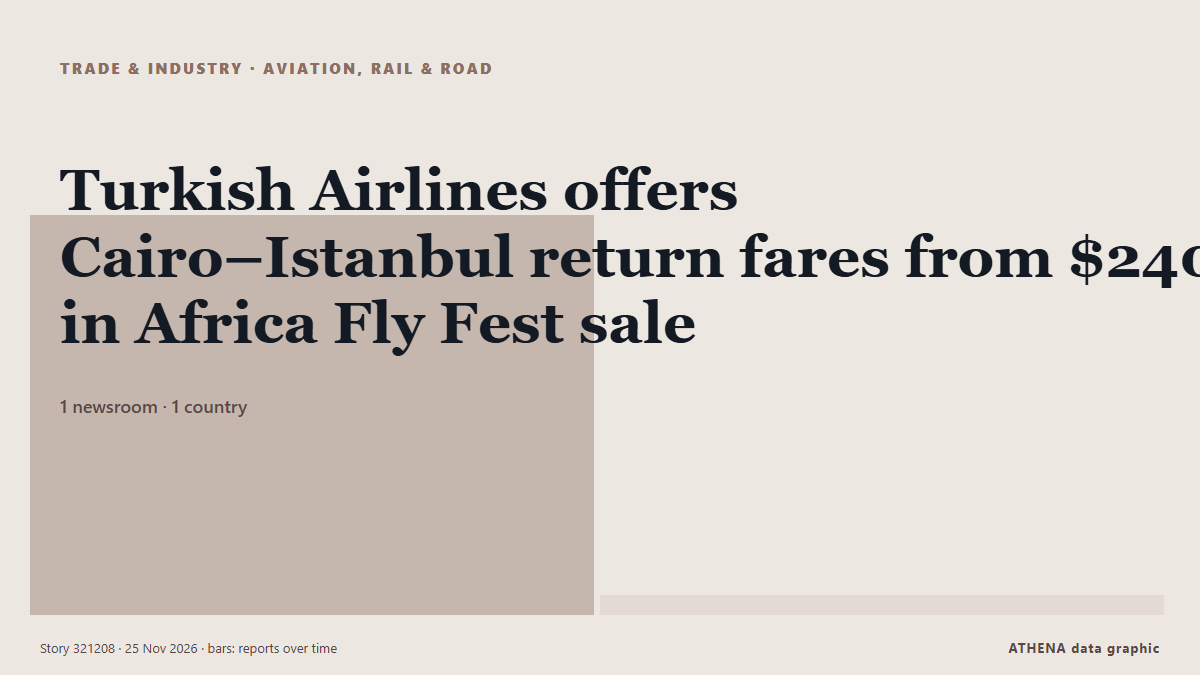 TRADE & INDUSTRY · AVIATION, RAIL & ROAD
Turkish Airlines offers
Cairo–Istanbul return fares from $240
in Africa Fly Fest sale
1 newsroom · 1 country
Story 321208 · 25 Nov 2026 · bars: reports over time
ATHENA data graphic